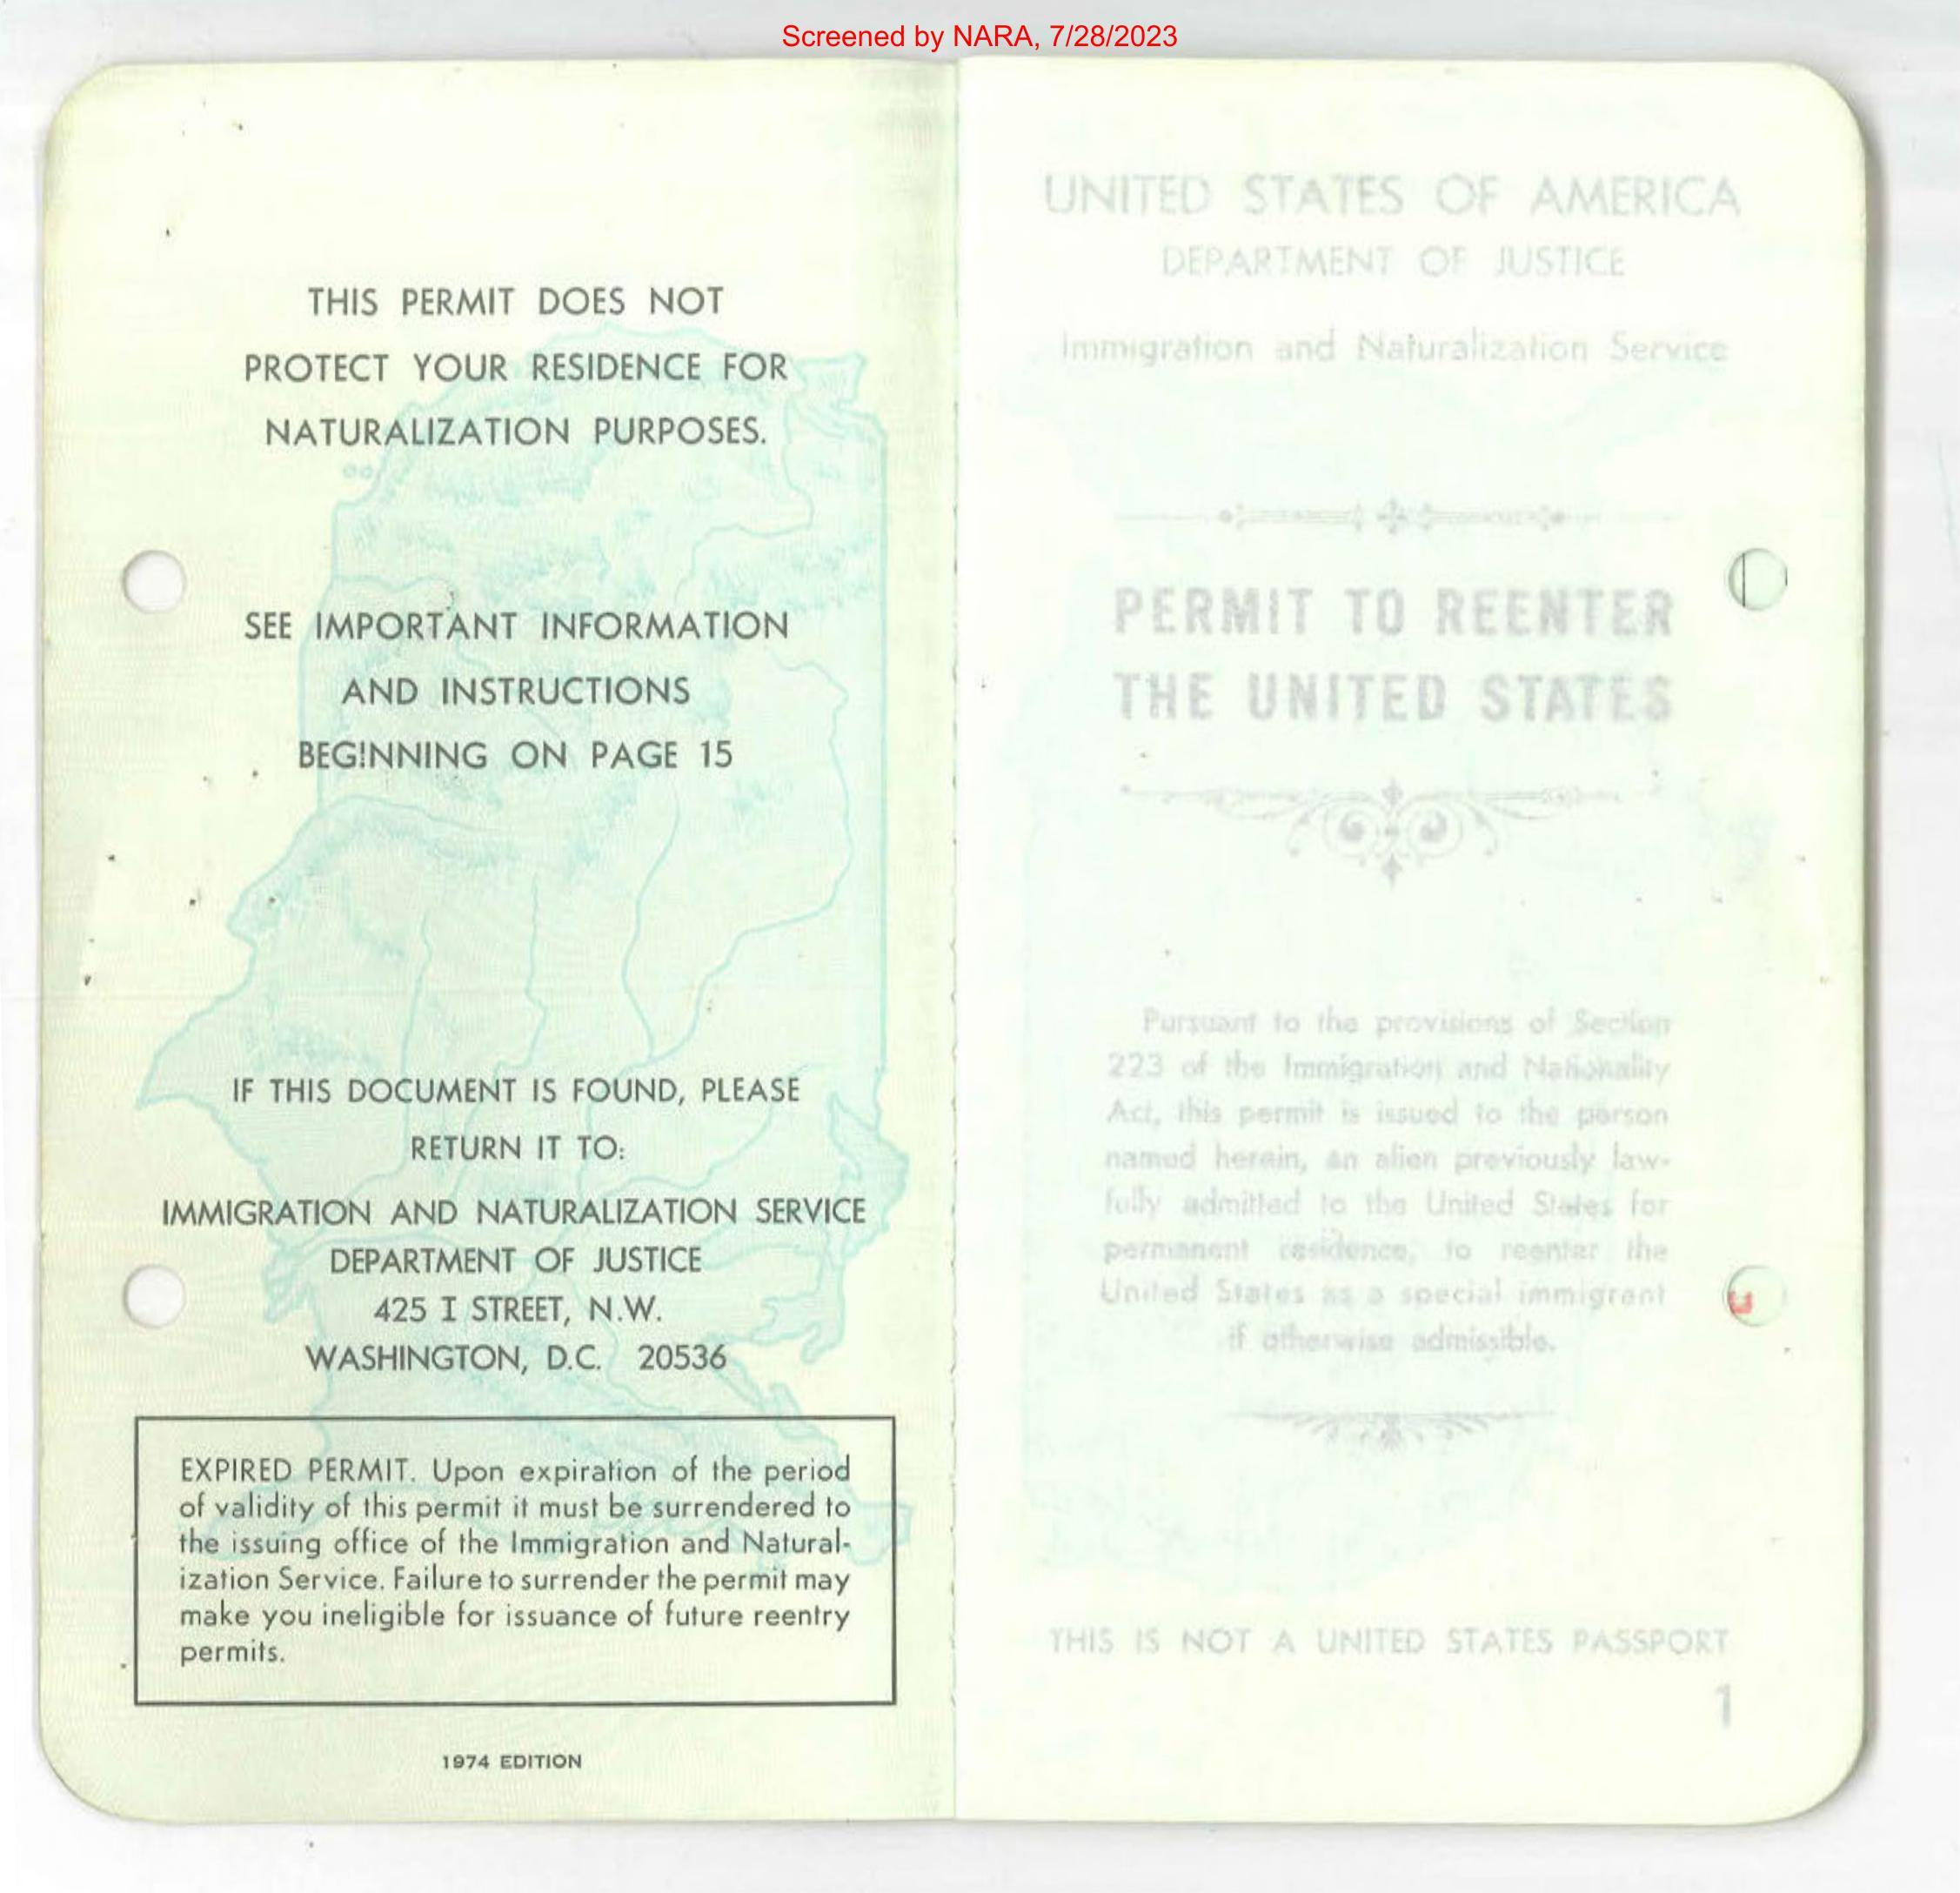 Screened by NARA, 7/28/2023
THIS PERMIT DOES NOT
PROTECT YOUR RESIDENCE FOR
NATURALIZATION PURPOSES.
SEE IMPORTANT INFORMATION
AND INSTRUCTIONS
BEGINNING ON PAGE 15
IF THIS DOCUMENT IS FOUND, PLEASE
RETURN IT TO:
IMMIGRATION AND NATURALIZATION SERVICE
DEPARTMENT OF JUSTICE
425 I STREET, N.W.
WASHINGTON, D.C. 20536
EXPIRED PERMIT. Upon expiration of the period
of validity of this permit it must be surrendered to
the issuing office of the Immigration and Natural-
ization Service. Failure to surrender the permit may
make you ineligible for issuance of future reentry
permits.
1974 EDITION
UNITED STATES OF AMERICA
DEPARTMENT OF JUSTICE
Immigration and Naturalization Service
PERMIT TO REENTER
THE UNITED STATES
Pursuant to the provisions of Section
223 of the Immigration and Nationality
Act, this permit is issued to the person
named herein, an alien previously law-
fully admitted to the United States for
permanent residence, to reenter the
United States as a special immigrant
if otherwise admissible.
THIS IS NOT A UNITED STATES PASSPORT
1